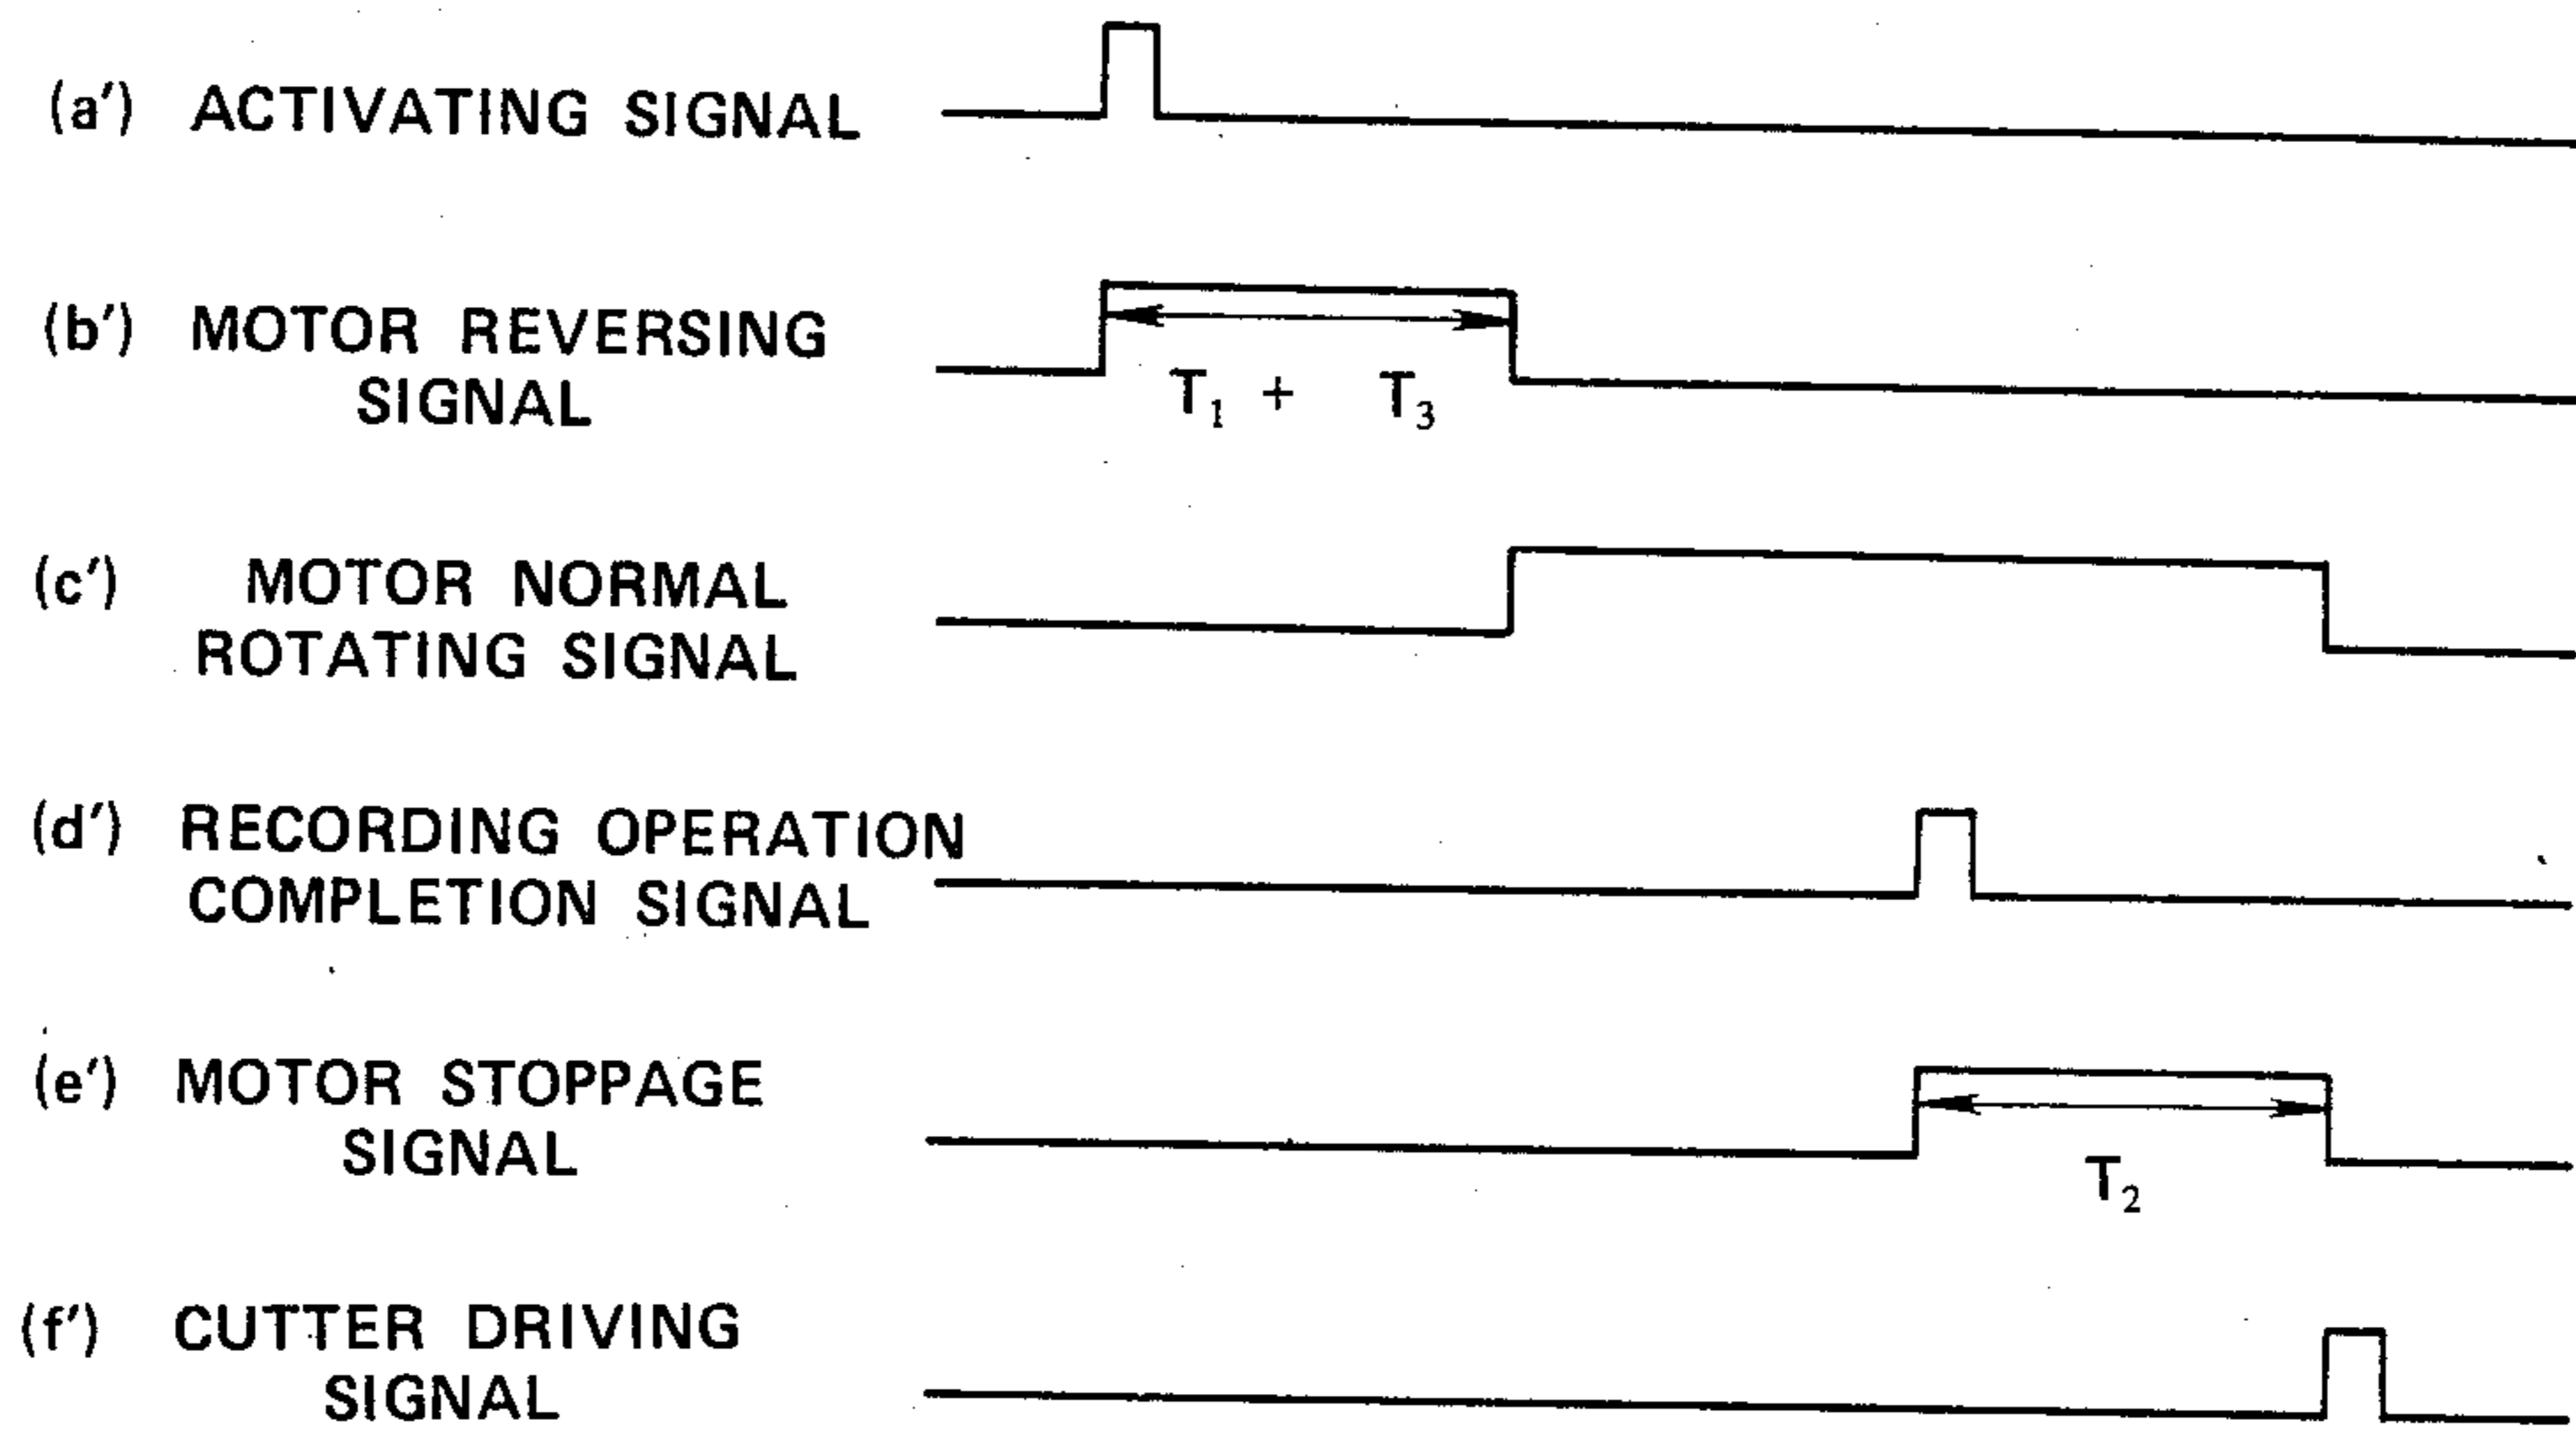 (a′) ACTIVATING SIGNAL
(b′) MOTOR REVERSING
SIGNAL
T₁ + T₃
(c′) MOTOR NORMAL
ROTATING SIGNAL
(d′) RECORDING OPERATION
COMPLETION SIGNAL
(e′) MOTOR STOPPAGE
SIGNAL
T₂
(f′) CUTTER DRIVING
SIGNAL